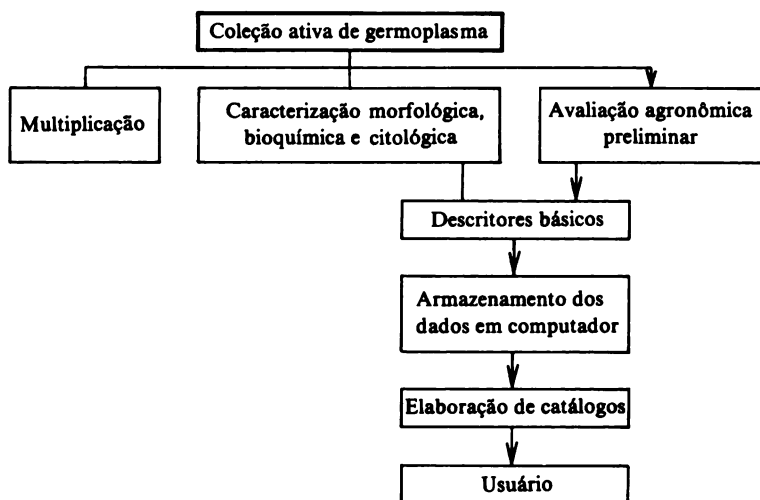 Coleção ativa de germoplasma
Multiplicação
Caracterização morfológica,
bioquímica e citológica
Avaliação agronômica
preliminar
Descritores básicos
Armazenamento dos
dados em computador
Elaboração de catálogos
Usuário